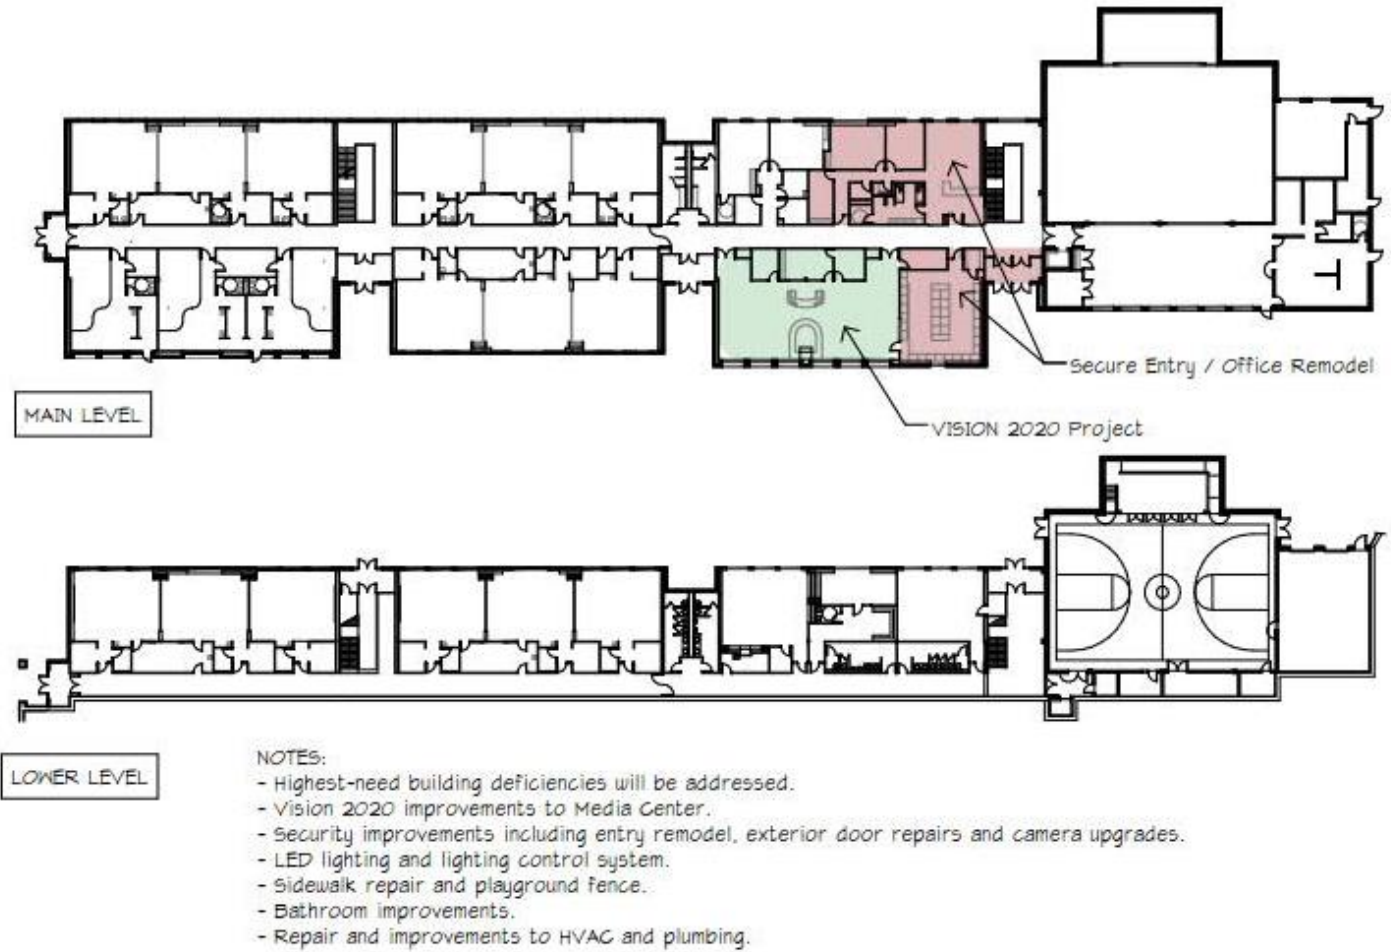 Secure Entry / Office Remodel
MAIN LEVEL
VISION 2020 Project
LOWER LEVEL
NOTES:
- Highest-need building deficiencies will be addressed.
- Vision 2020 improvements to Media Center.
- Security improvements including entry remodel, exterior door repairs and camera upgrades.
- LED lighting and lighting control system.
- Sidewalk repair and playground fence.
- Bathroom improvements.
- Repair and improvements to HVAC and plumbing.